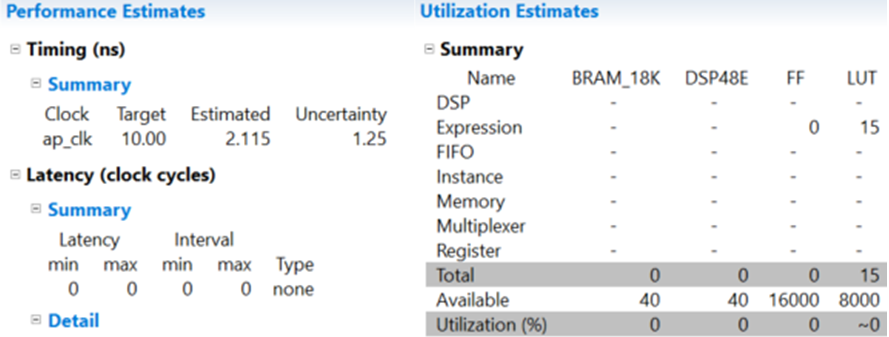 Performance Estimates
Timing (ns)
Summary
Clock Target Estimated Uncertainty
ap_clk 10.00 2.115 1.25
Latency (clock cycles)
Summary
Latency Interval
min max min max Type
0 0 0 0 none
Detail
Utilization Estimates
Summary
Name BRAM_18K DSP48E FF LUT
DSP - - - -
Expression - - 0 15
FIFO - - - -
Instance - - - -
Memory - - - -
Multiplexer - - - -
Register - - - -
Total 0 0 0 15
Available 40 40 16000 8000
Utilization (%) 0 0 0 ~0